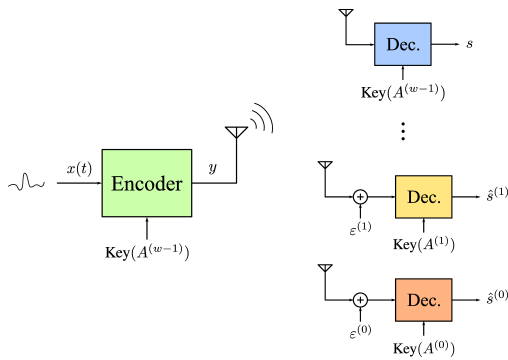 x(t)
Encoder
y
Key(A^{(w−1)})
Dec.
s
Key(A^{(w−1)})
⋮
Dec.
ŝ^{(1)}
ε^{(1)}
Key(A^{(1)})
Dec.
ŝ^{(0)}
ε^{(0)}
Key(A^{(0)})